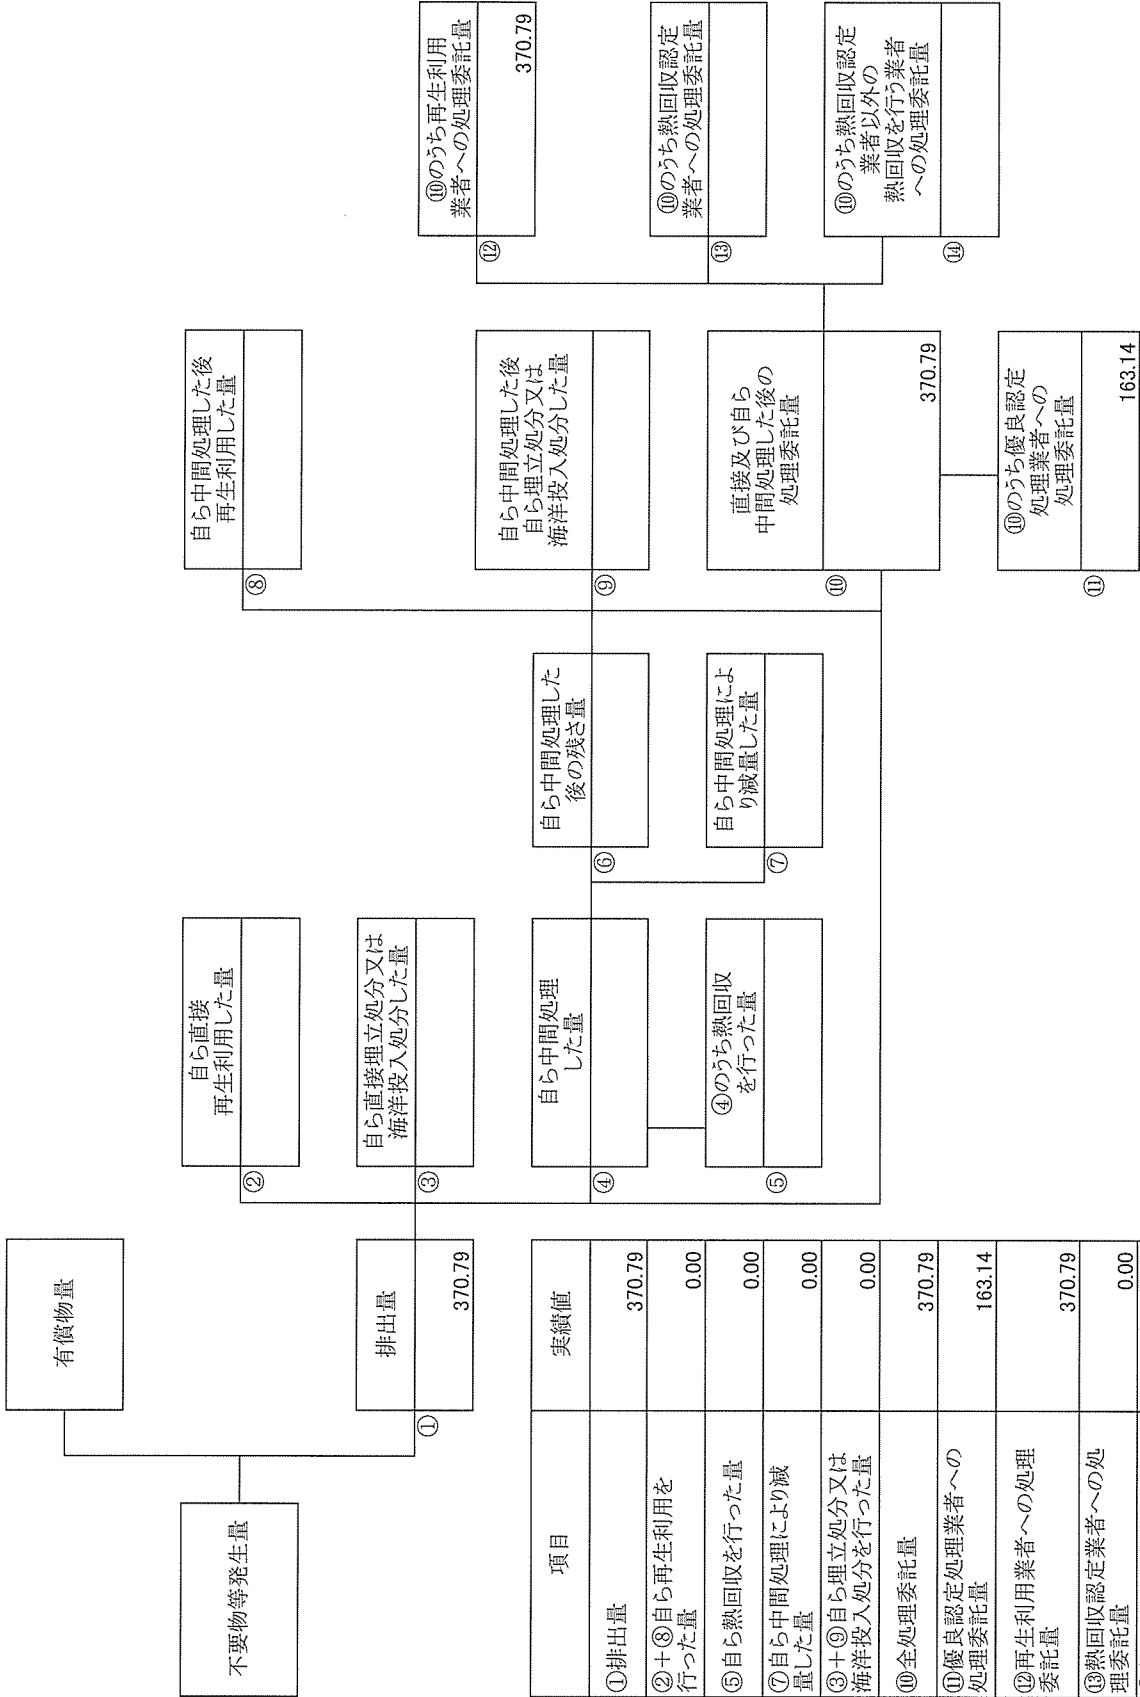 不要物等発生量
有償物量
①
排出量
370.79
②
自ら直接
再生利用した量
③
自ら直接埋立処分又は
海洋投入処分した量
④
自ら中間処理
した量
⑤
④のうち熱回収
を行った量
⑥
自ら中間処理した
後の残さ量
⑦
自ら中間処理によ
り減量した量
⑧
自ら中間処理した後
再生利用した量
⑨
自ら中間処理した後
自ら埋立処分又は
海洋投入処分した量
⑩
直接及び自ら
中間処理した後の
処理委託量
370.79
⑪
⑩のうち優良認定
処理業者への
処理委託量
163.14
⑫
⑩のうち再生利用
業者への処理委託量
370.79
⑬
⑩のうち熱回収認定
業者への処理委託量
⑭
⑩のうち熱回収認定
業者以外の
熱回収を行う業者
への処理委託量
項目 実績値
①排出量 370.79
②+⑧自ら再生利用を
行った量 0.00
⑤自ら熱回収を行った量 0.00
⑦自ら中間処理により減
量した量 0.00
③+⑨自ら埋立処分又は
海洋投入処分を行った量 0.00
⑩全処理委託量 370.79
⑪優良認定処理業者への
処理委託量 163.14
⑫再生利用業者への処理
委託量 370.79
⑬熱回収認定業者への処
理委託量 0.00